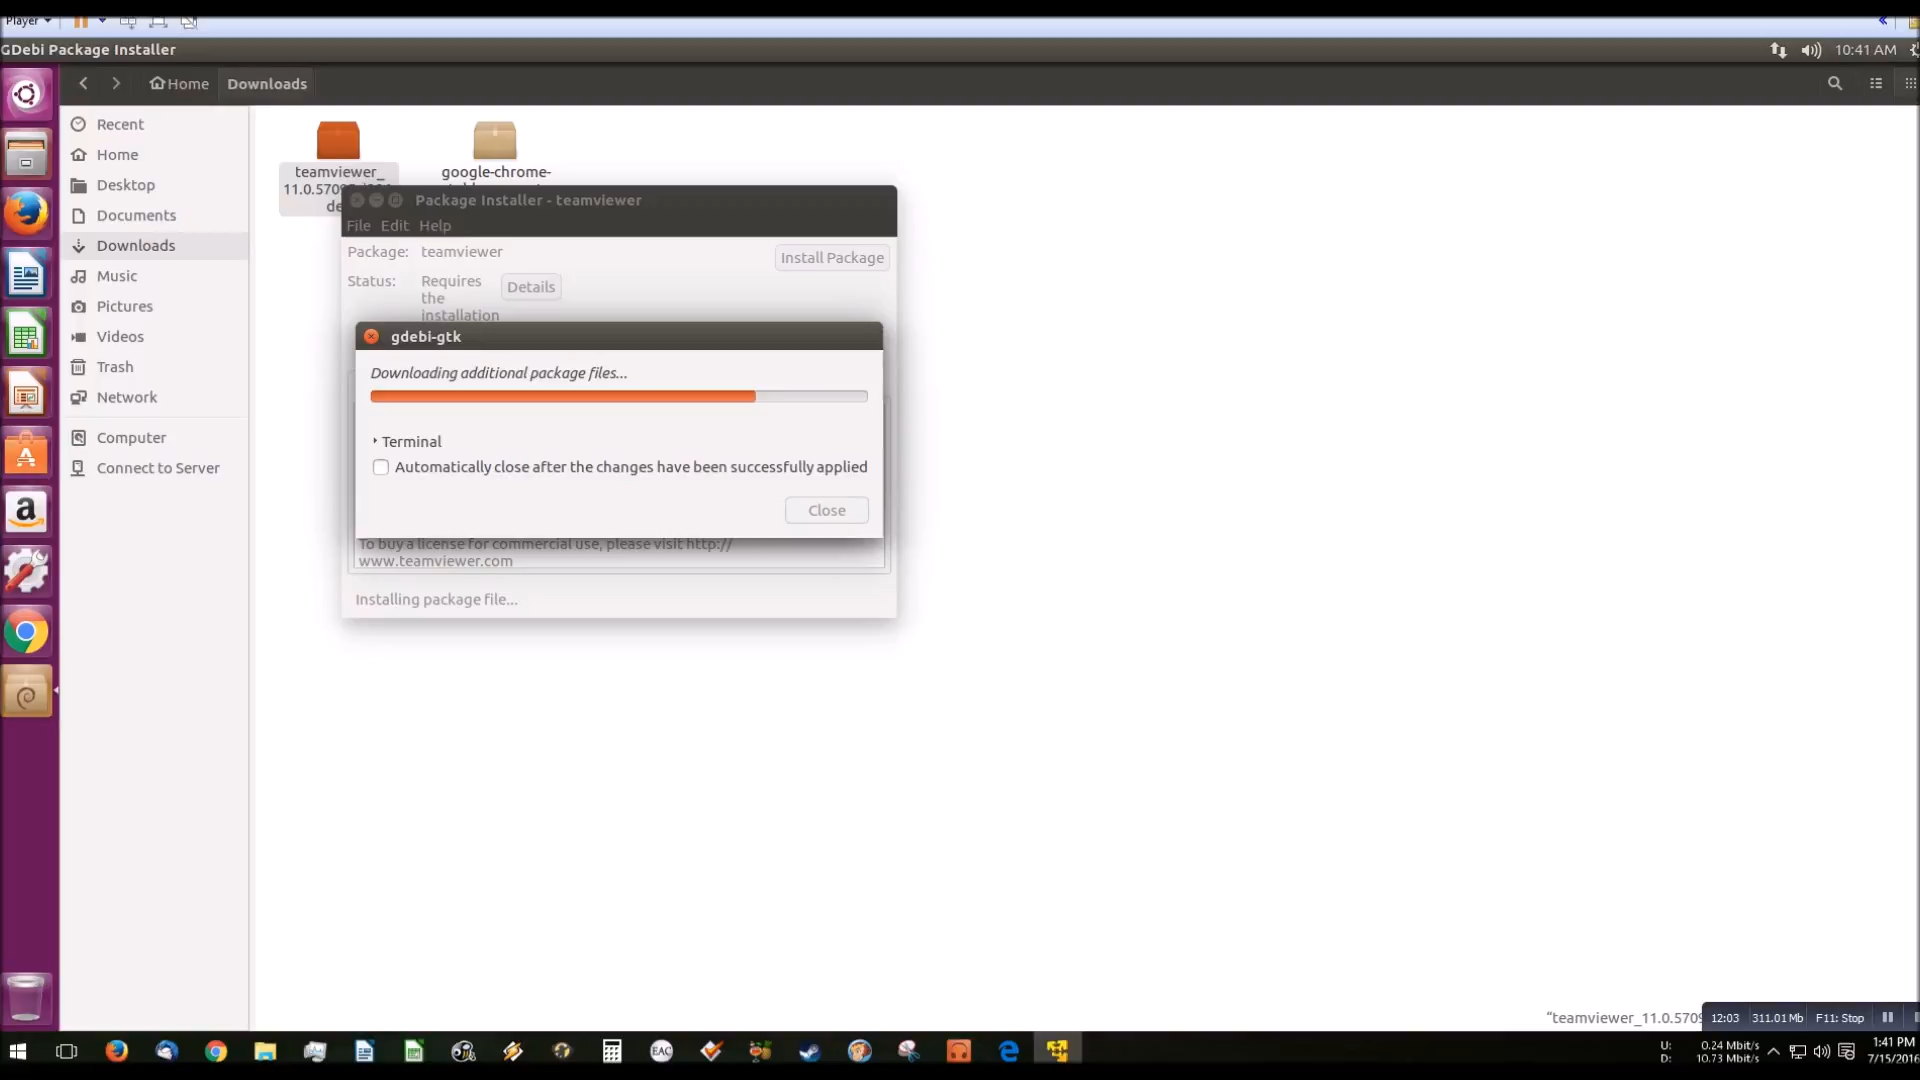 Player
GDebi Package Installer
10:41 AM
Home
Downloads
Recent
Home
Desktop
Documents
Downloads
Music
Pictures
Videos
Trash
Network
Computer
Connect to Server
teamviewer_
google-chrome-
Package Installer - teamviewer
File Edit Help
Package: teamviewer
Install Package
Status: Requires
the
installation
Details
gdebi-gtk
Downloading additional package files...
Terminal
Automatically close after the changes have been successfully applied
Close
To buy a license for commercial use, please visit http://
www.teamviewer.com
Installing package file...
"teamviewer_11.0.5709
12:03 311.01 Mb F11: Stop
EAC
U: 0.24 Mbit/s
D: 10.73 Mbit/s
1:41 PM
7/15/2016